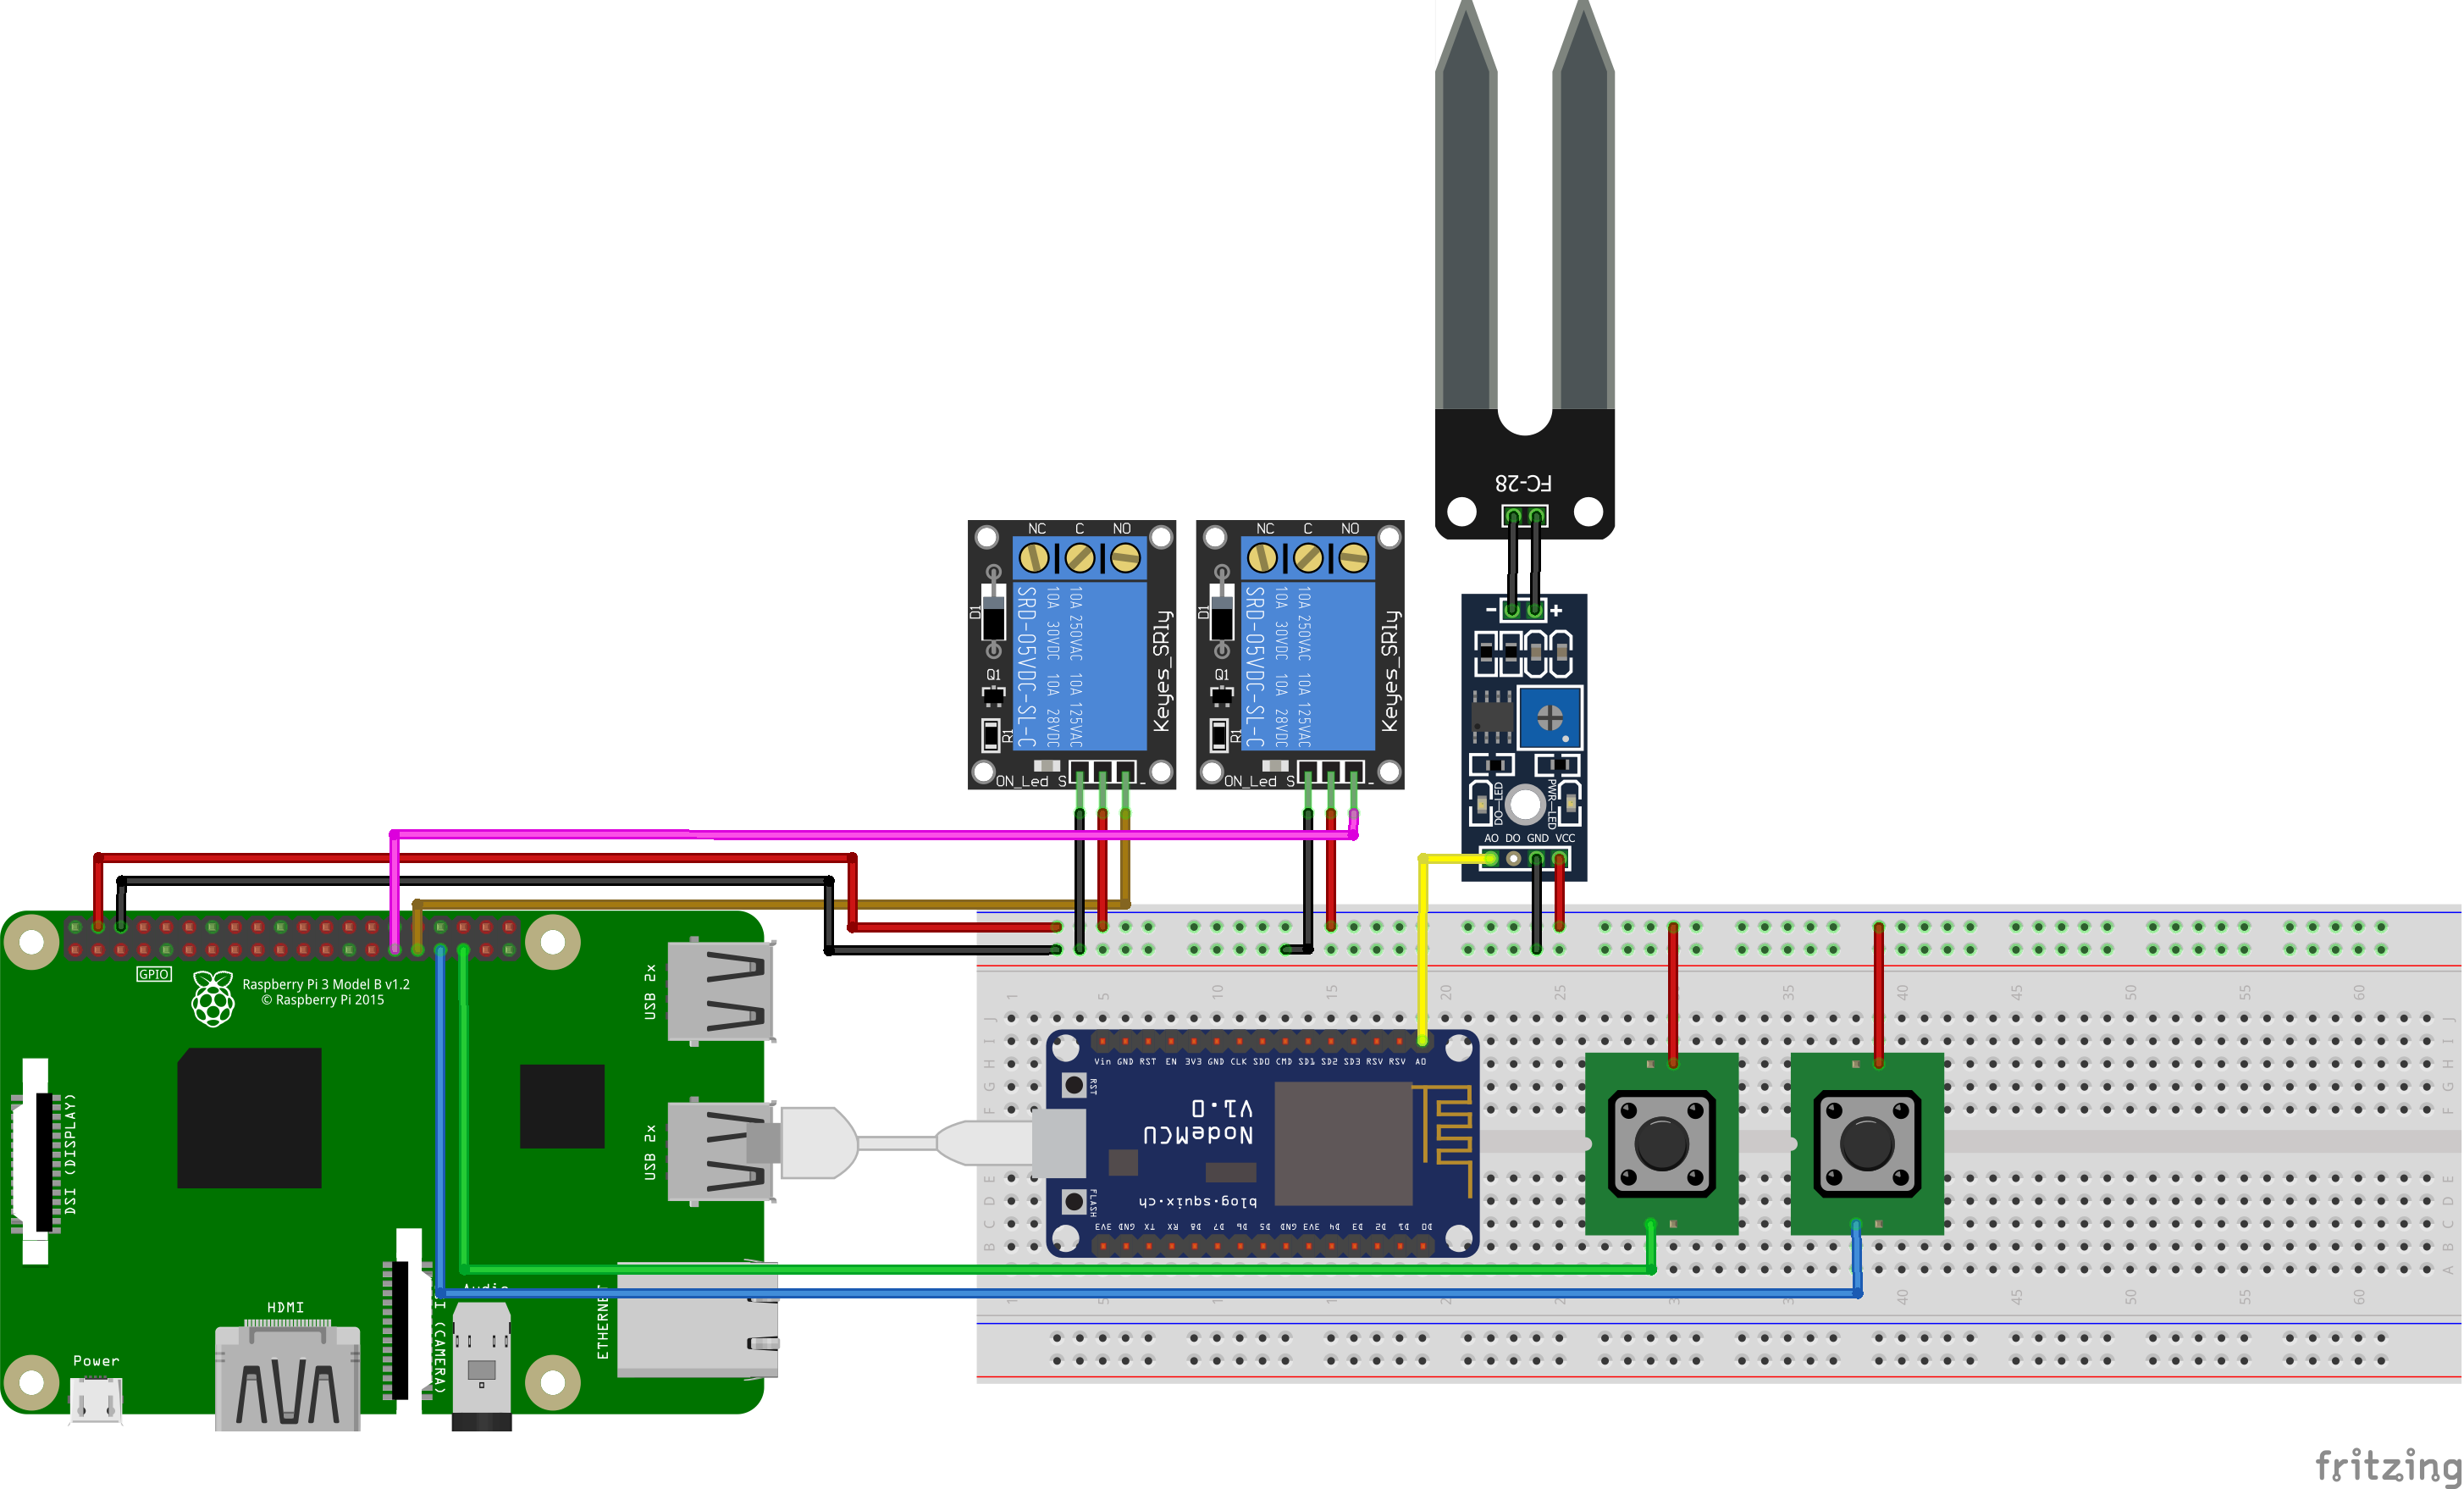 FC-28
NC C NO
D1
SRD-05VDC-SL-C
10A 30VDC 10A 28VDC
10A 250VAC 10A 125VAC
Keyes_SRly
Q1
R1
ON_Led S -
NC C NO
D1
SRD-05VDC-SL-C
10A 30VDC 10A 28VDC
10A 250VAC 10A 125VAC
Keyes_SRly
Q1
R1
ON_Led S -
- +
DO-LED
PWR-LED
AO DO GND VCC
GPIO
Raspberry Pi 3 Model B v1.2
© Raspberry Pi 2015
USB 2x
USB 2x
DSI (DISPLAY)
HDMI
(CAMERA)
Audio
ETHERNET
Power
1 5 10 15 20 25 35 40 45 50 55 60
J J
I I
H H
G G
F F
E E
D D
C C
B B
A
Vin GND RST EN 3V3 GND CLK SD0 CMD SD1 SD2 SD3 RSV RSV A0
RST
NodeMCU
v1.0
blog.squix.ch
FLASH
3V3 GND TX RX D8 D7 D6 D5 GND 3V3 D4 D3 D2 D1 D0
40 45 50 55 60
fritzing